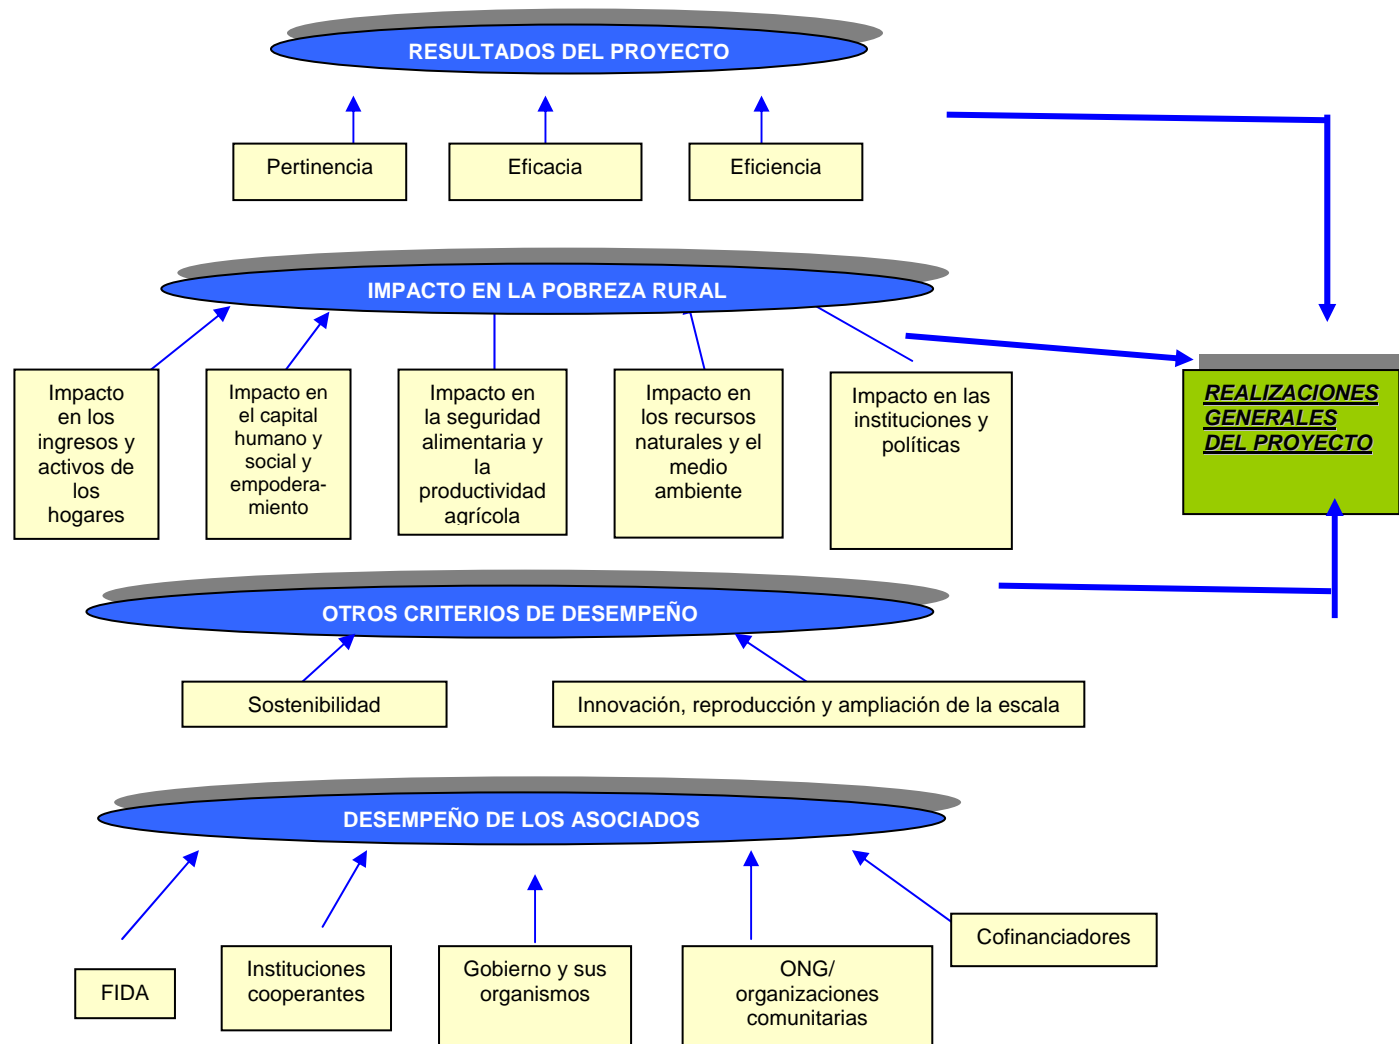 RESULTADOS DEL PROYECTO
Pertinencia
Eficacia
Eficiencia
IMPACTO EN LA POBREZA RURAL
Impacto
en los
ingresos y
activos de
los
hogares
Impacto en
el capital
humano y
social y
empodera-
miento
Impacto en
la seguridad
alimentaria y
la
productividad
agrícola
Impacto en
los recursos
naturales y el
medio
ambiente
Impacto en las
instituciones y
políticas
REALIZACIONES
GENERALES
DEL PROYECTO
OTROS CRITERIOS DE DESEMPEÑO
Sostenibilidad
Innovación, reproducción y ampliación de la escala
DESEMPEÑO DE LOS ASOCIADOS
FIDA
Instituciones
cooperantes
Gobierno y sus
organismos
ONG/
organizaciones
comunitarias
Cofinanciadores